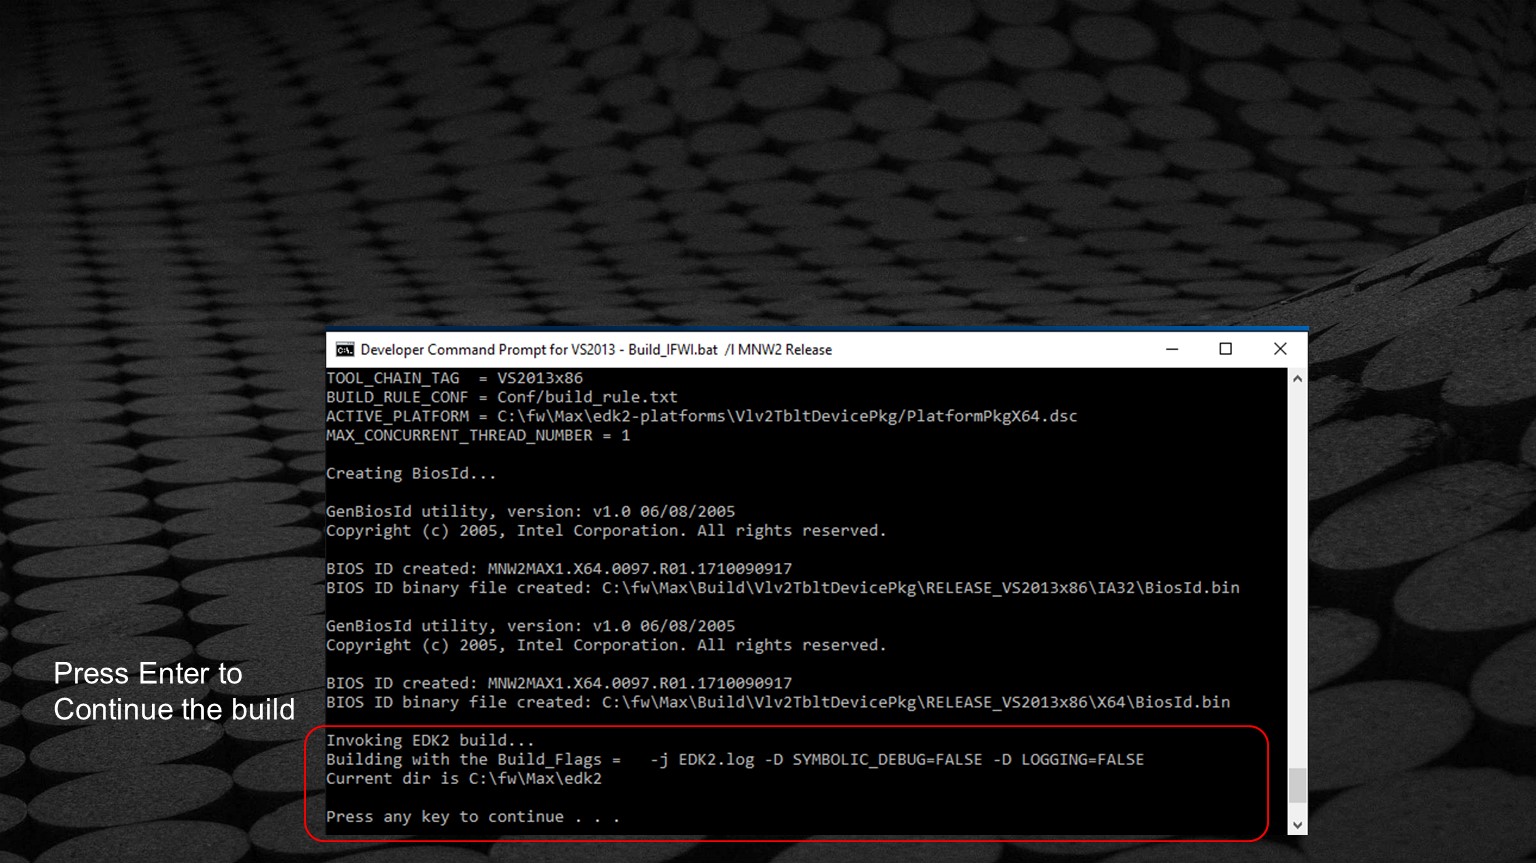 Developer Command Prompt for VS2013 - Build_IFWI.bat  /I MNW2 Release
TOOL_CHAIN_TAG  = VS2013x86
BUILD_RULE_CONF = Conf/build_rule.txt
ACTIVE_PLATFORM = C:\fw\Max\edk2-platforms\Vlv2TbltDevicePkg/PlatformPkgX64.dsc
MAX_CONCURRENT_THREAD_NUMBER = 1
Creating BiosId...
GenBiosId utility, version: v1.0 06/08/2005
Copyright (c) 2005, Intel Corporation. All rights reserved.
BIOS ID created: MNW2MAX1.X64.0097.R01.1710090917
BIOS ID binary file created: C:\fw\Max\Build\Vlv2TbltDevicePkg\RELEASE_VS2013x86\IA32\BiosId.bin
GenBiosId utility, version: v1.0 06/08/2005
Copyright (c) 2005, Intel Corporation. All rights reserved.
BIOS ID created: MNW2MAX1.X64.0097.R01.1710090917
BIOS ID binary file created: C:\fw\Max\Build\Vlv2TbltDevicePkg\RELEASE_VS2013x86\X64\BiosId.bin
Press Enter to
Continue the build
Invoking EDK2 build...
Building with the Build_Flags =   -j EDK2.log -D SYMBOLIC_DEBUG=FALSE -D LOGGING=FALSE
Current dir is C:\fw\Max\edk2
Press any key to continue . . .